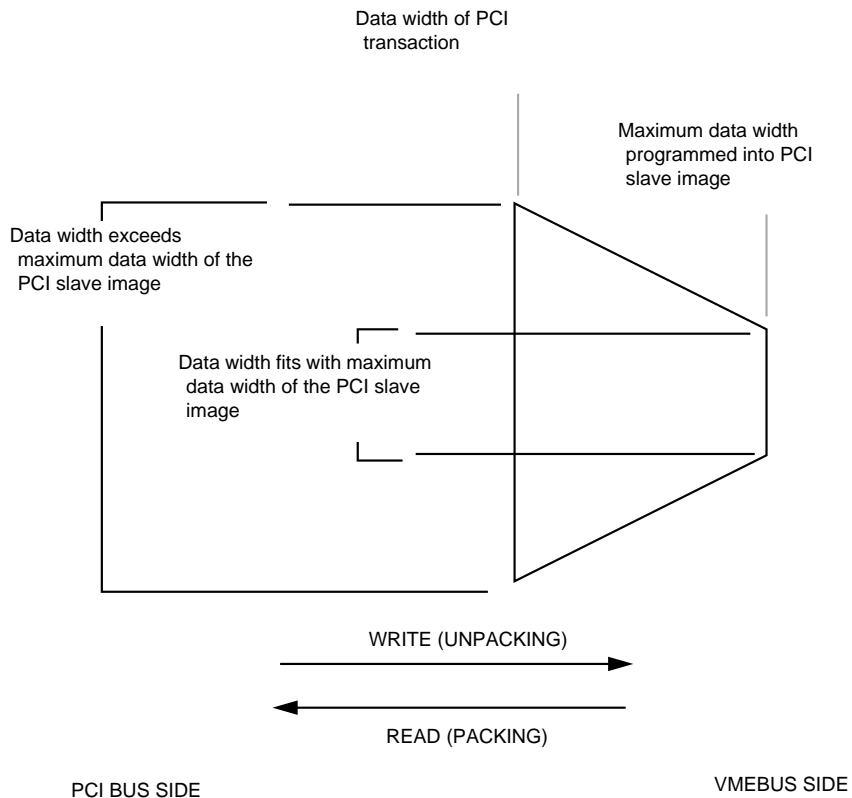 Data width of PCI
transaction
Maximum data width
programmed into PCI
slave image
Data width exceeds
maximum data width of the
PCI slave image
Data width fits with maximum
data width of the PCI slave
image
WRITE (UNPACKING)
READ (PACKING)
PCI BUS SIDE
VMEBUS SIDE